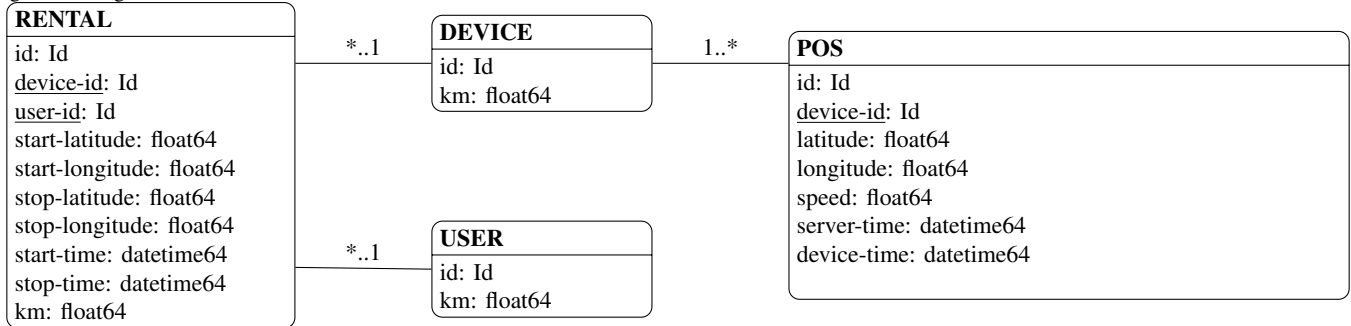 RENTAL
id: Id
device-id: Id
user-id: Id
start-latitude: float64
start-longitude: float64
stop-latitude: float64
stop-longitude: float64
start-time: datetime64
stop-time: datetime64
km: float64
*..1
DEVICE
id: Id
km: float64
1..*
POS
id: Id
device-id: Id
latitude: float64
longitude: float64
speed: float64
server-time: datetime64
device-time: datetime64
*..1
USER
id: Id
km: float64